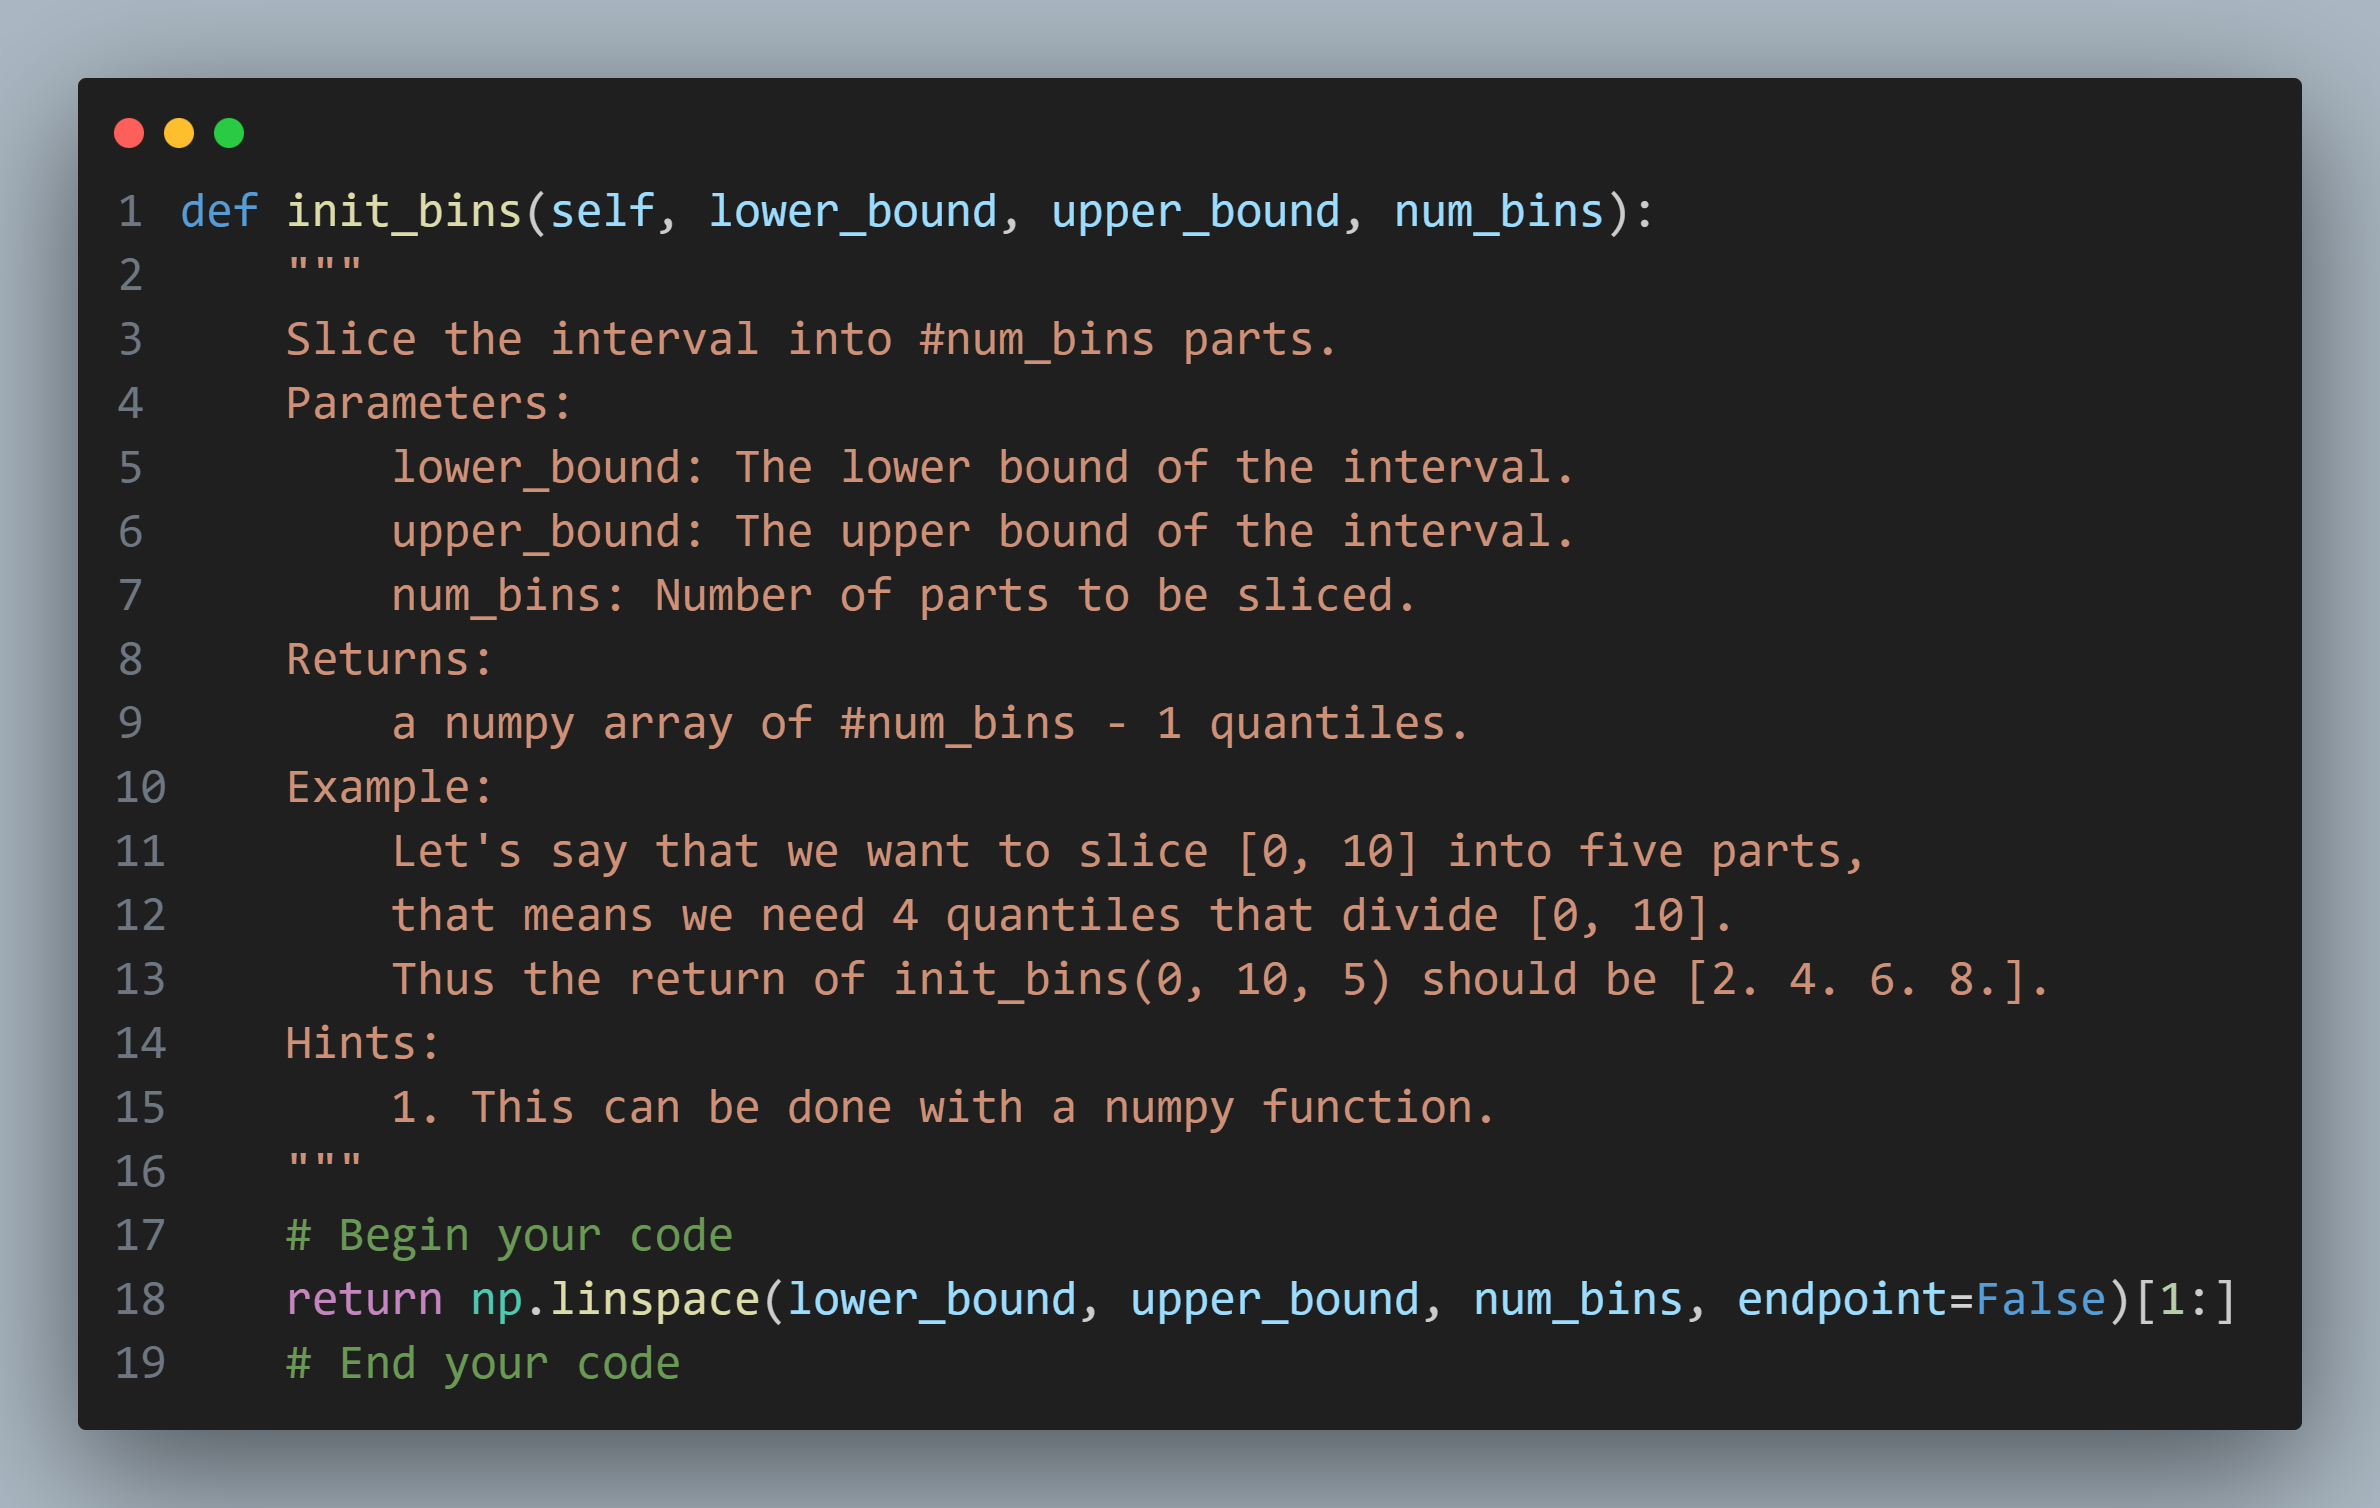 1 def init_bins(self, lower_bound, upper_bound, num_bins):
2     """
3     Slice the interval into #num_bins parts.
4     Parameters:
5         lower_bound: The lower bound of the interval.
6         upper_bound: The upper bound of the interval.
7         num_bins: Number of parts to be sliced.
8     Returns:
9         a numpy array of #num_bins - 1 quantiles.
10     Example:
11         Let's say that we want to slice [0, 10] into five parts,
12         that means we need 4 quantiles that divide [0, 10].
13         Thus the return of init_bins(0, 10, 5) should be [2. 4. 6. 8.].
14     Hints:
15         1. This can be done with a numpy function.
16     """
17     # Begin your code
18     return np.linspace(lower_bound, upper_bound, num_bins, endpoint=False)[1:]
19     # End your code